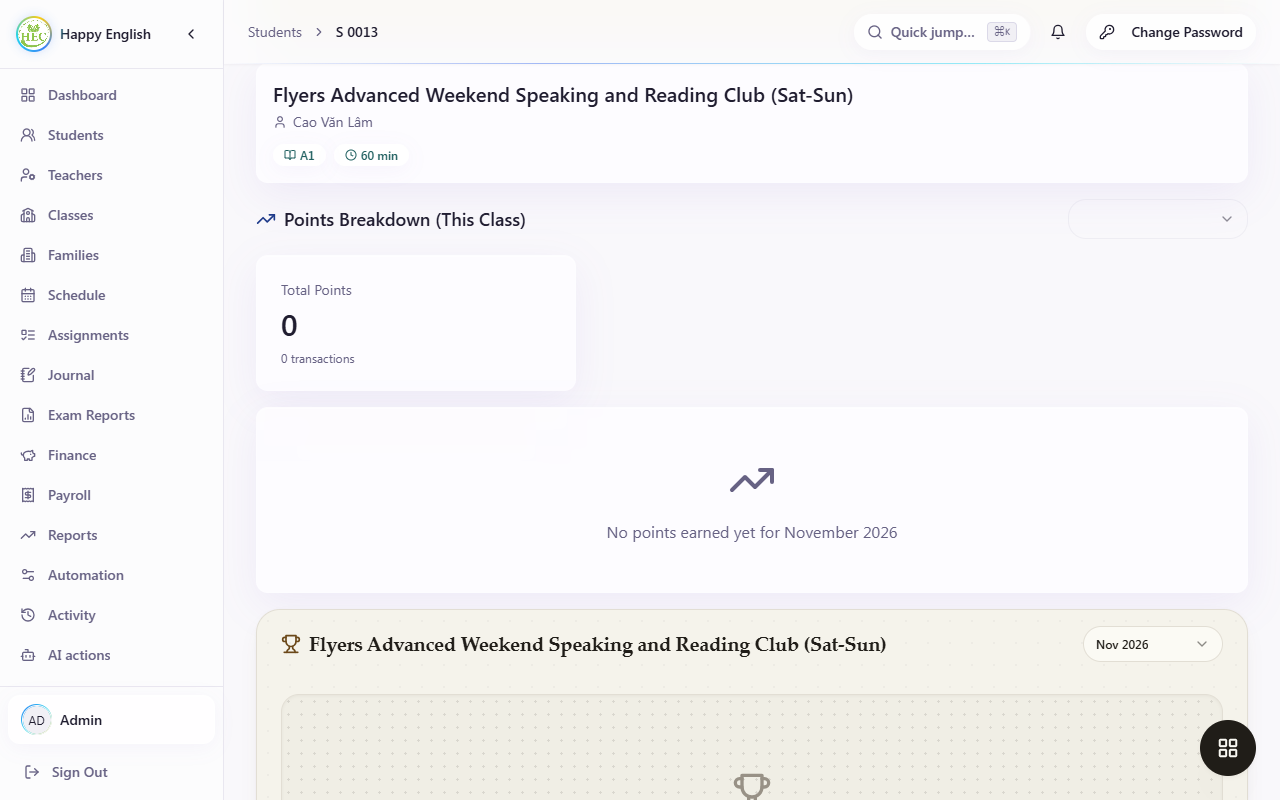 HEC
Happy English
Students
S 0013
Quick jump...
⌘K
Change Password
Dashboard
Students
Teachers
Classes
Families
Schedule
Assignments
Journal
Exam Reports
Finance
Payroll
Reports
Automation
Activity
AI actions
AD
Admin
Sign Out
Flyers Advanced Weekend Speaking and Reading Club (Sat-Sun)
Cao Văn Lâm
A1
60 min
Points Breakdown (This Class)
Total Points
0
0 transactions
No points earned yet for November 2026
Flyers Advanced Weekend Speaking and Reading Club (Sat-Sun)
Nov 2026